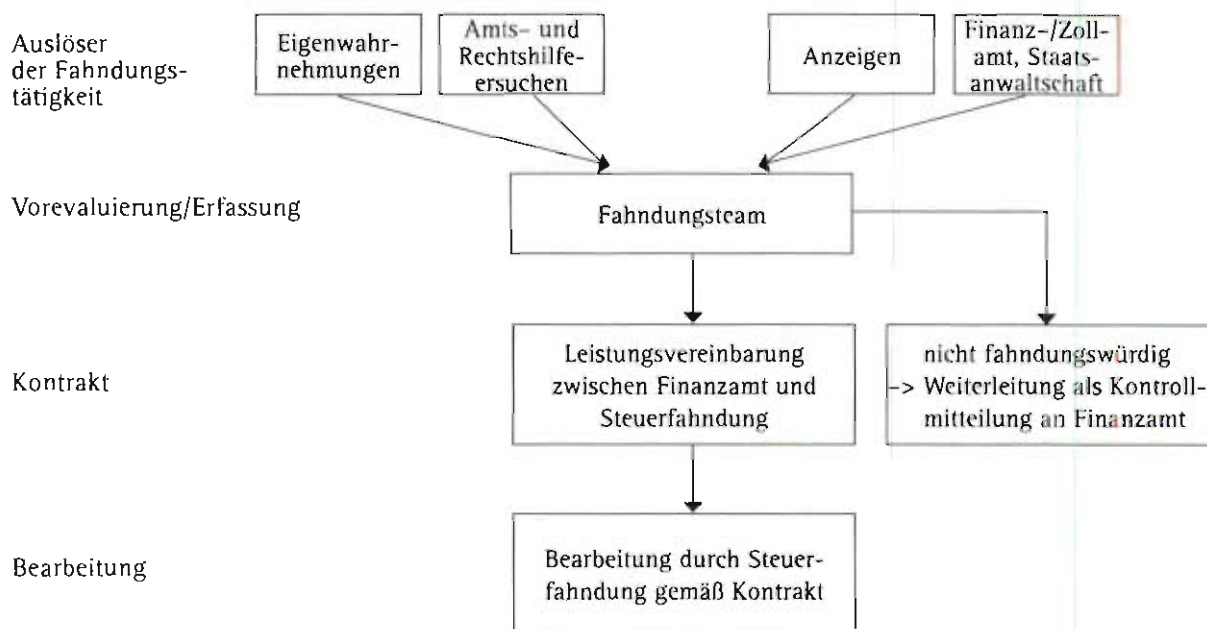 Auslöser
der Fahndungs-
tätigkeit
Eigenwahr-
nehmungen
Amts- und
Rechtshilfe-
ersuchen
Anzeigen
Finanz-/Zoll-
amt, Staats-
anwaltschaft
Vorevaluierung/Erfassung
Fahndungsteam
Kontrakt
Leistungsvereinbarung
zwischen Finanzamt und
Steuerfahndung
nicht fahndungswürdig
-> Weiterleitung als Kontroll-
mitteilung an Finanzamt
Bearbeitung
Bearbeitung durch Steuer-
fahndung gemäß Kontrakt